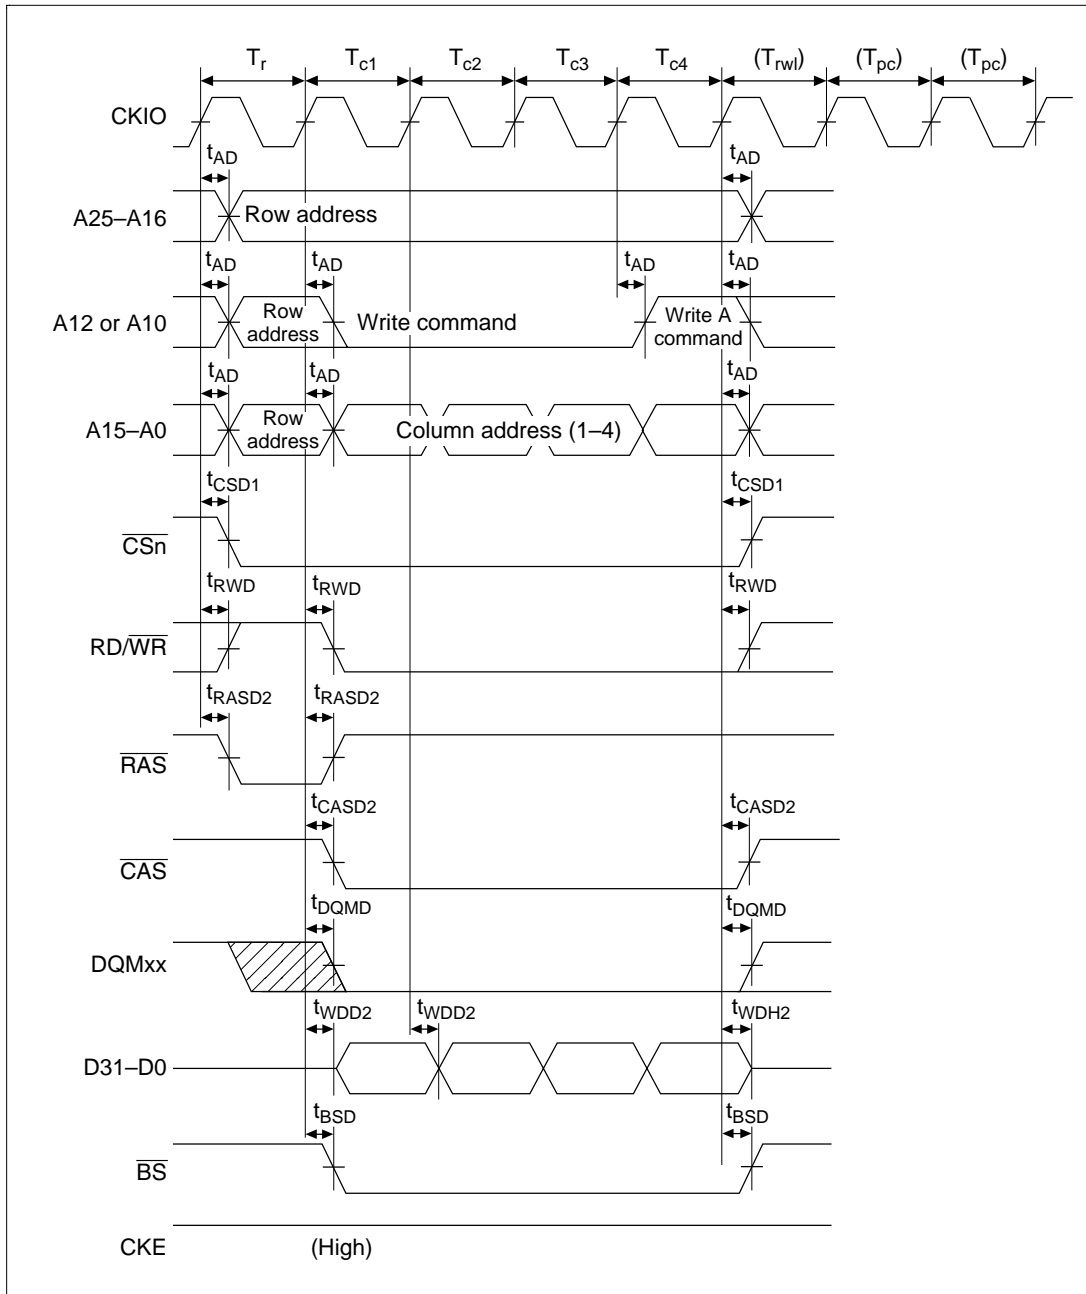 Tr Tc1 Tc2 Tc3 Tc4 (Trwl) (Tpc) (Tpc)
CKIO
tAD tAD
A25–A16 Row address
tAD tAD tAD tAD
A12 or A10 Row address Write command Write A command
tAD tAD tAD
A15–A0 Row address Column address (1–4)
tCSD1 tCSD1
CSn
tRWD tRWD tRWD
RD/WR
tRASD2 tRASD2
RAS
tCASD2 tCASD2
CAS
tDQMD tDQMD
DQMxx
tWDD2 tWDD2 tWDH2
D31–D0
tBSD tBSD
BS
CKE (High)